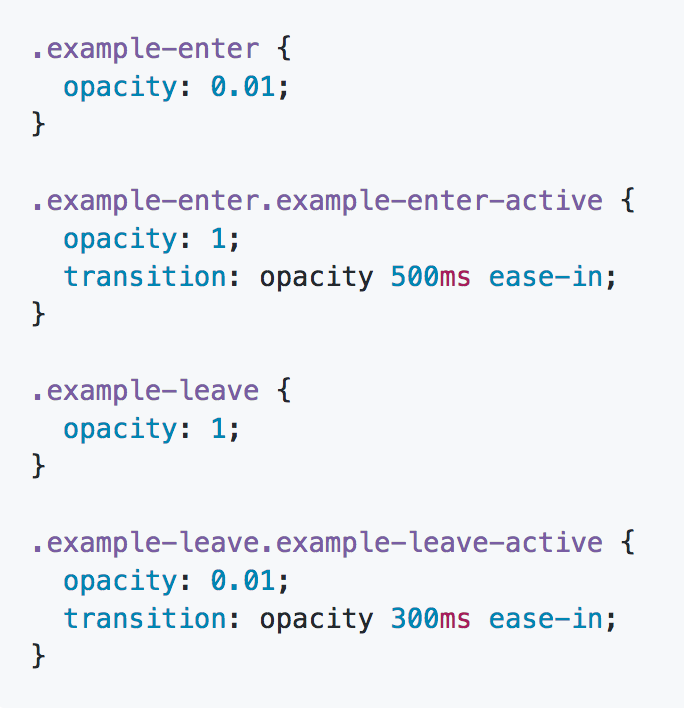 .example-enter {
  opacity: 0.01;
}

.example-enter.example-enter-active {
  opacity: 1;
  transition: opacity 500ms ease-in;
}

.example-leave {
  opacity: 1;
}

.example-leave.example-leave-active {
  opacity: 0.01;
  transition: opacity 300ms ease-in;
}